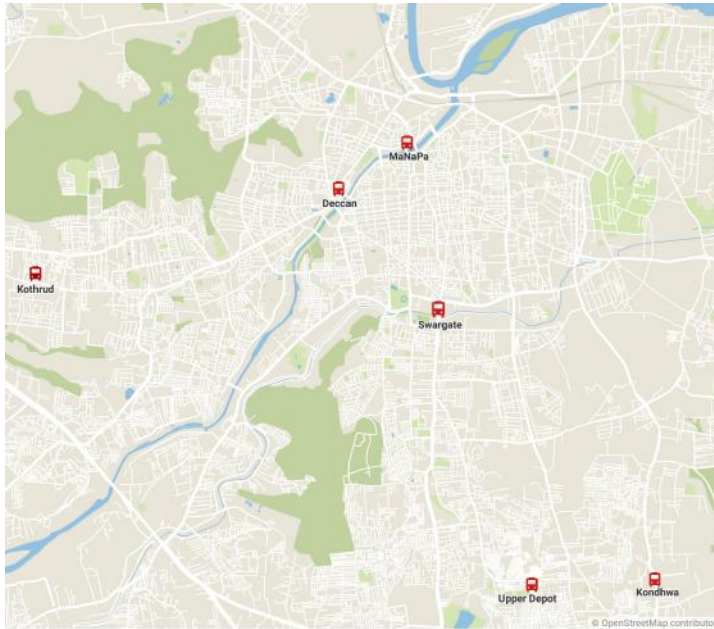 MaNaPa
Deccan
Kothrud
Swargate
Kondhwa
Upper Depot
© OpenStreetMap contributo